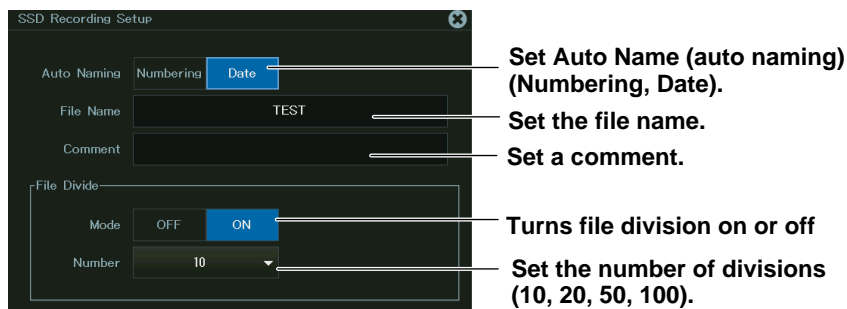 SSD Recording Setup
Auto Naming Numbering Date
Set Auto Name (auto naming)
(Numbering, Date).
File Name TEST
Set the file name.
Comment
Set a comment.
File Divide
Mode OFF ON
Turns file division on or off
Number 10
Set the number of divisions
(10, 20, 50, 100).